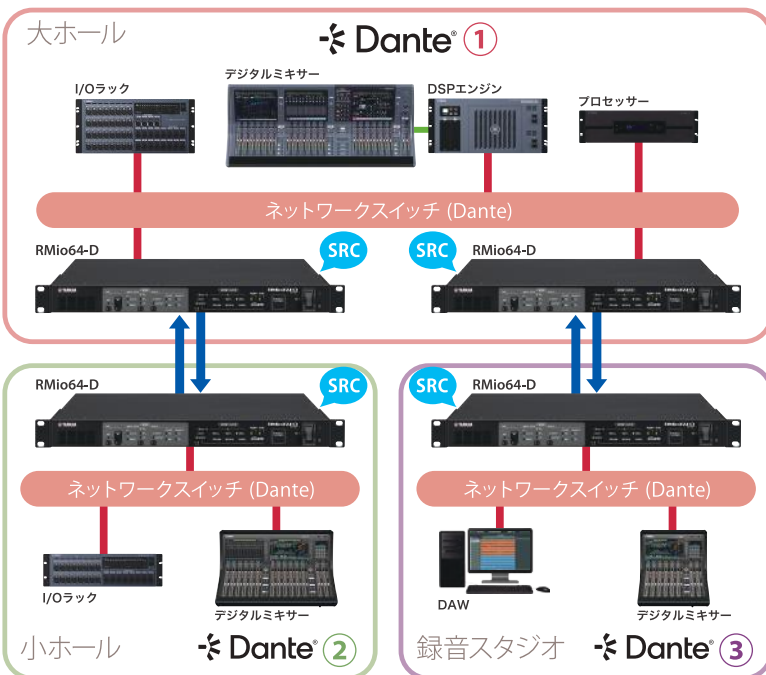 大ホール
Dante® 1
I/Oラック
デジタルミキサー
DSPエンジン
プロセッサー
ネットワークスイッチ (Dante)
RMio64-D
SRC
SRC
RMio64-D
RMio64-D
SRC
SRC
RMio64-D
ネットワークスイッチ (Dante)
ネットワークスイッチ (Dante)
I/Oラック
デジタルミキサー
DAW
デジタルミキサー
小ホール
Dante® 2
録音スタジオ
Dante® 3